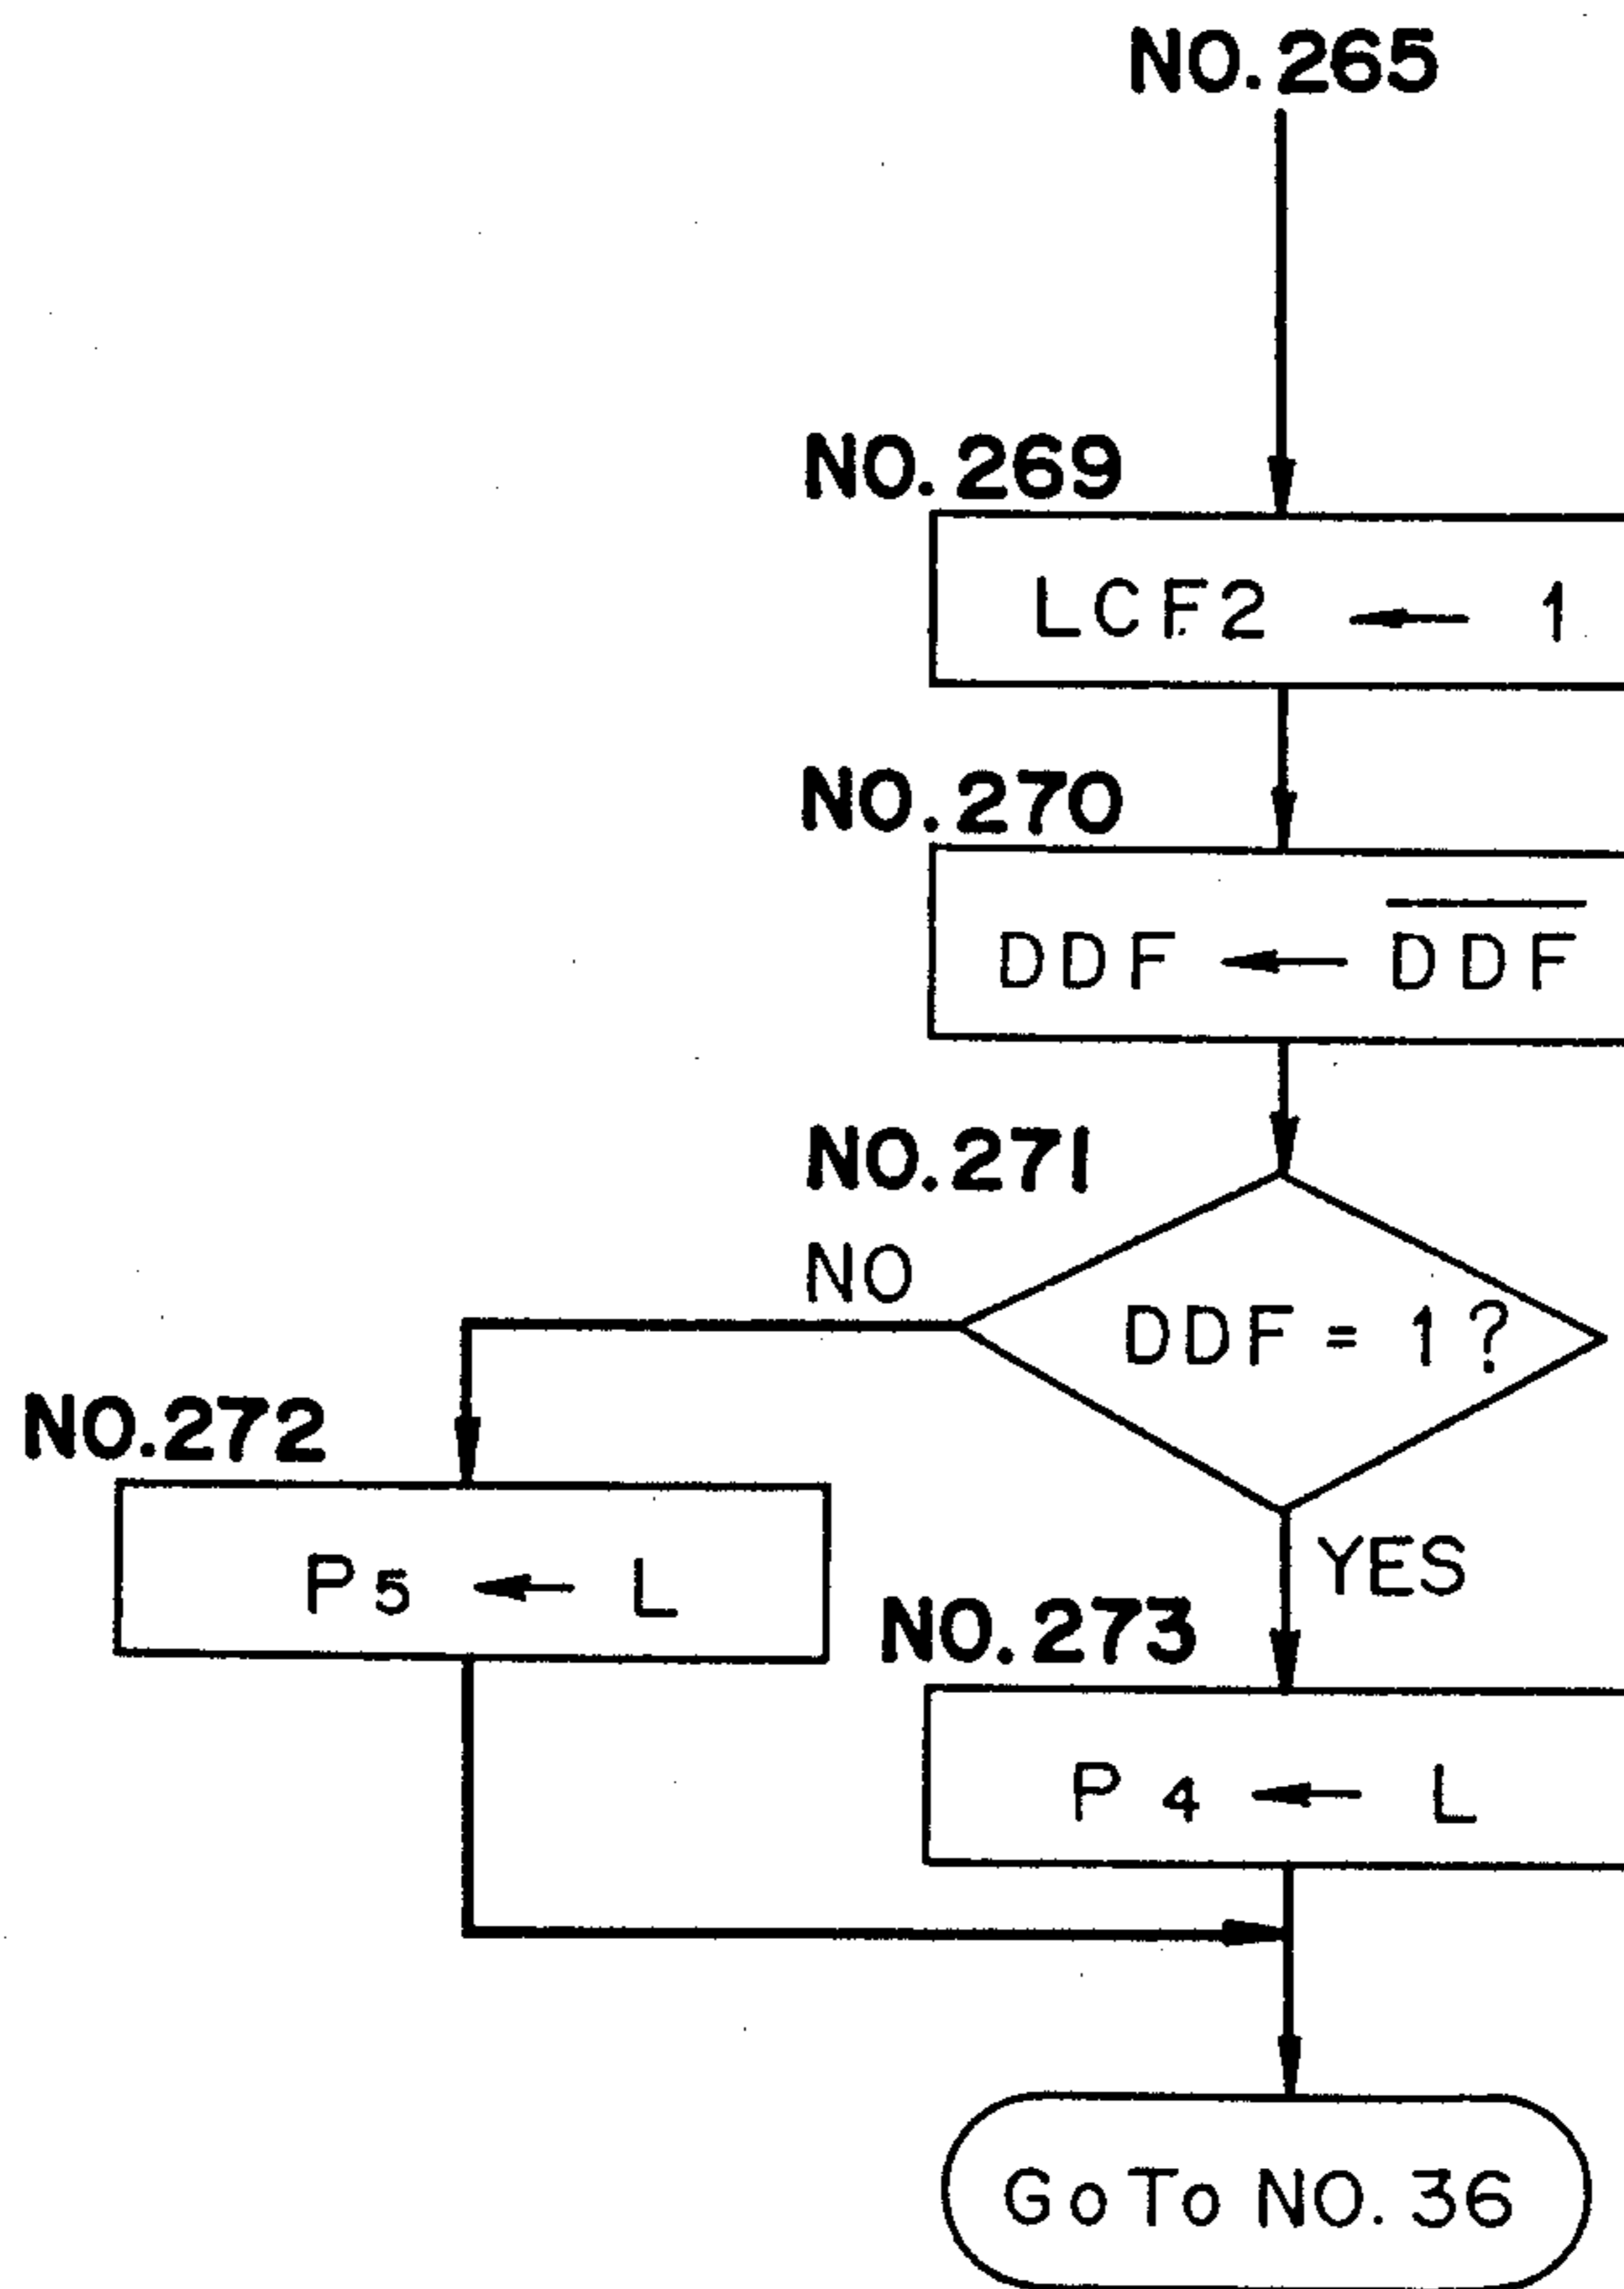 NO.265
NO.269
LCF2 ← 1
NO.270
DDF ← D̅D̅F̅
NO.271
NO
DDF = 1 ?
NO.272
YES
P5 ← L
NO.273
P4 ← L
GoTo NO.36